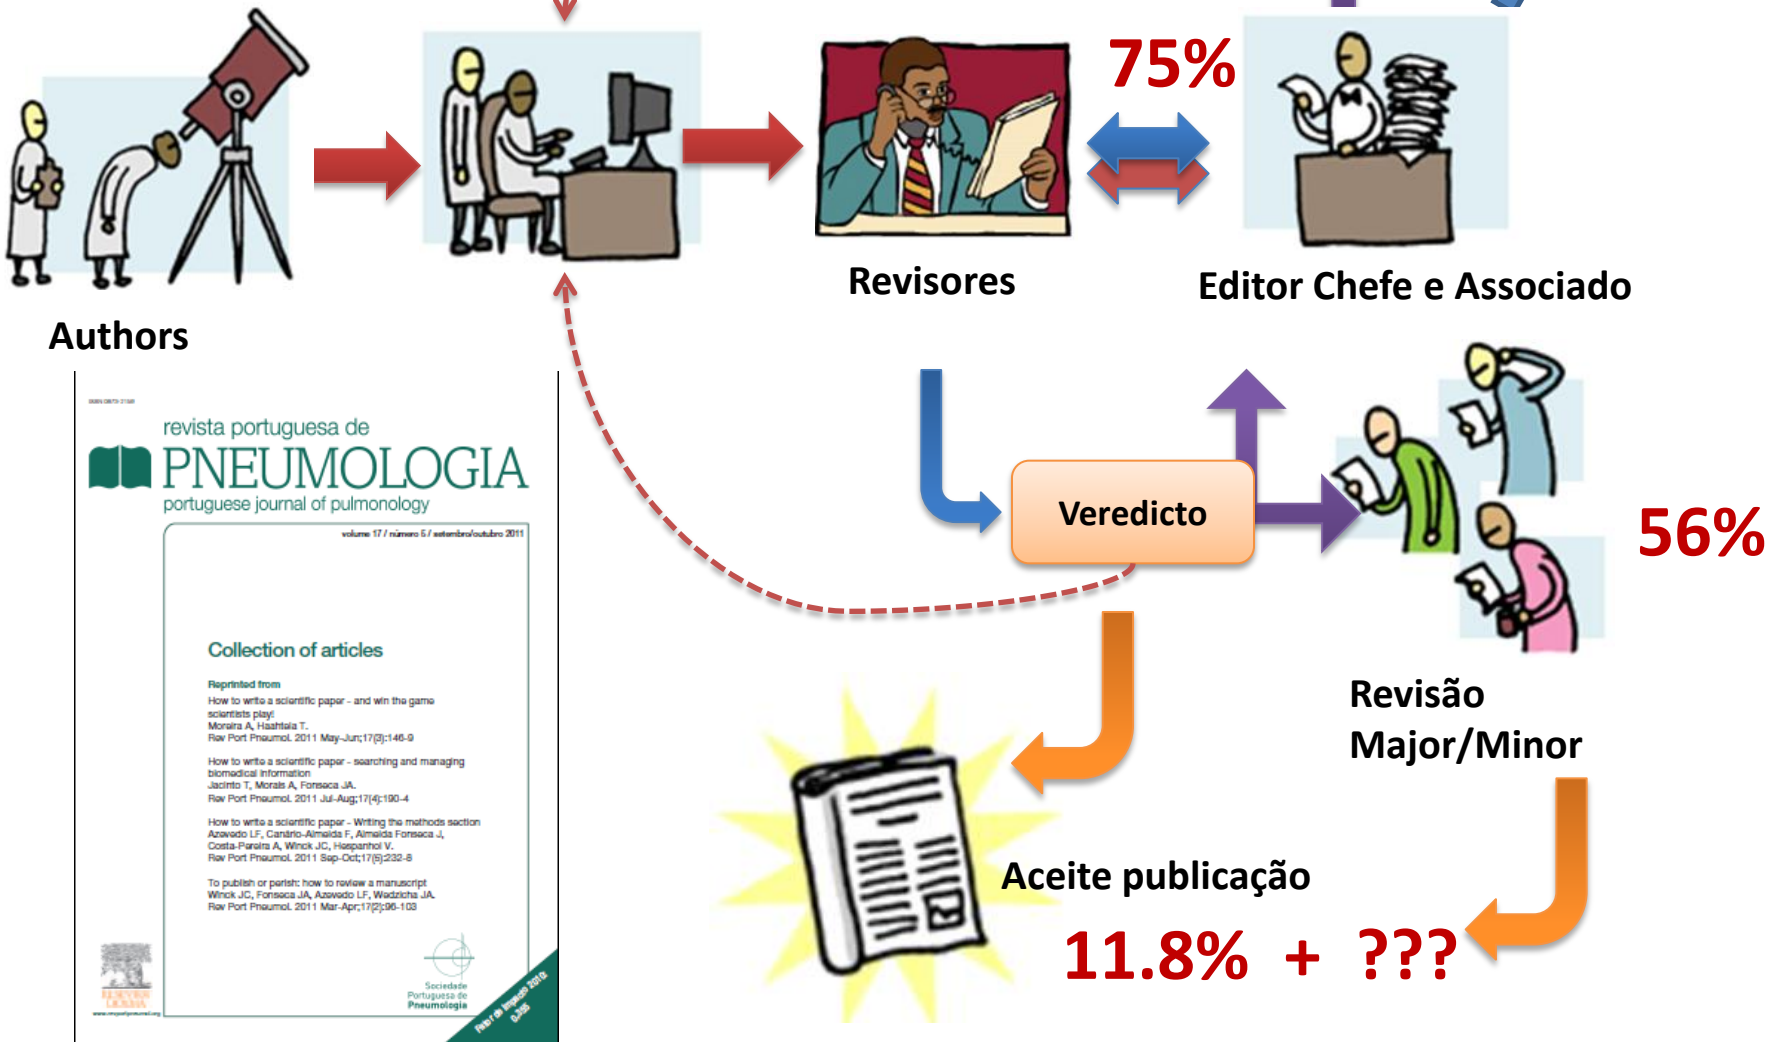 75%
Revisores
Editor Chefe e Associado
Authors
revista portuguesa de
PNEUMOLOGIA
portuguese journal of pulmonology
volume 17 / número 5 / setembro/outubro 2011
Veredicto
56%
Collection of articles
Reprinted from
How to write a scientific paper - and win the game
scientists play!
Moreira A, Haahtela T.
Rev Port Pneumol. 2011 May-Jun;17(3):146-9
How to write a scientific paper - searching and managing
biomedical information
Jacinto T, Morais A, Fonseca JA.
Rev Port Pneumol. 2011 Jul-Aug;17(4):190-4
How to write a scientific paper - Writing the methods section
Azevedo LF, Canário-Almeida F, Almeida Fonseca J,
Costa-Pereira A, Winck JC, Hespanhol V.
Rev Port Pneumol. 2011 Sep-Oct;17(5):232-8
To publish or perish: how to review a manuscript
Winck JC, Fonseca JA, Azevedo LF, Wedzicha JA.
Rev Port Pneumol. 2011 Mar-Apr;17(2):96-103
Revisão
Major/Minor
Aceite publicação
11.8% + ???
Sociedade
Portuguesa de
Pneumologia
www.revportpneumol.org
Impacto 2010: